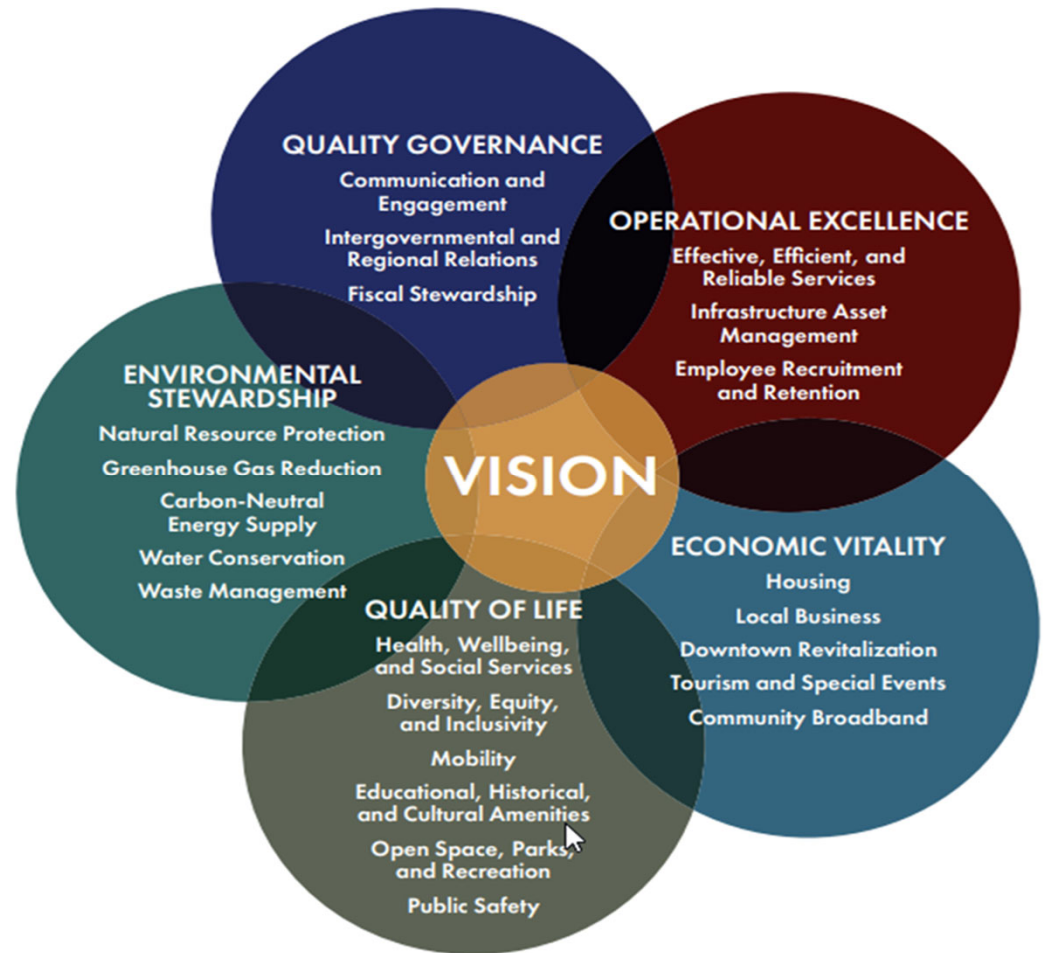 QUALITY GOVERNANCE
Communication and
Engagement
Intergovernmental and
Regional Relations
Fiscal Stewardship
OPERATIONAL EXCELLENCE
Effective, Efficient, and
Reliable Services
Infrastructure Asset
Management
Employee Recruitment
and Retention
ENVIRONMENTAL
STEWARDSHIP
Natural Resource Protection
Greenhouse Gas Reduction
Carbon-Neutral
Energy Supply
Water Conservation
Waste Management
VISION
ECONOMIC VITALITY
Housing
Local Business
Downtown Revitalization
Tourism and Special Events
Community Broadband
QUALITY OF LIFE
Health, Wellbeing,
and Social Services
Diversity, Equity,
and Inclusivity
Mobility
Educational, Historical,
and Cultural Amenities
Open Space, Parks,
and Recreation
Public Safety